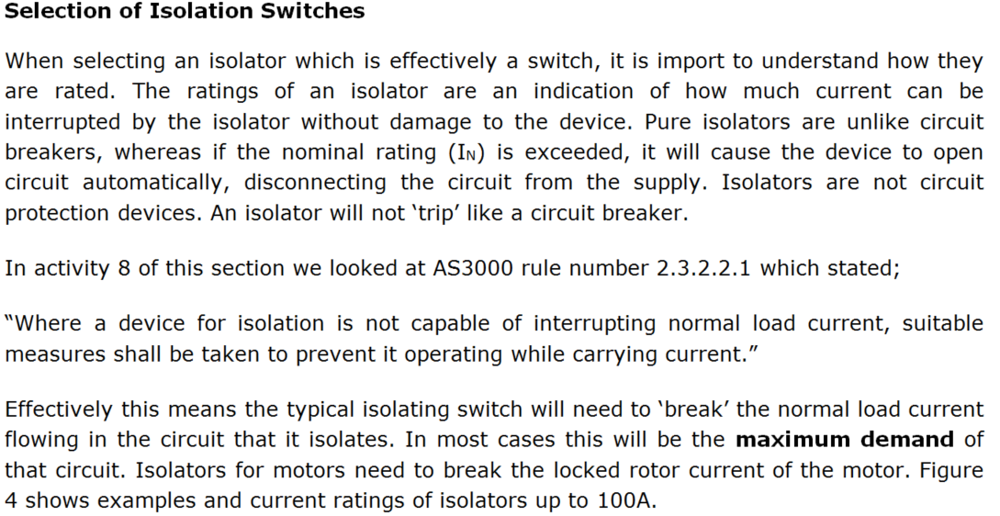 Selection of Isolation Switches
When selecting an isolator which is effectively a switch, it is import to understand how they
are rated. The ratings of an isolator are an indication of how much current can be
interrupted by the isolator without damage to the device. Pure isolators are unlike circuit
breakers, whereas if the nominal rating (IN) is exceeded, it will cause the device to open
circuit automatically, disconnecting the circuit from the supply. Isolators are not circuit
protection devices. An isolator will not ‘trip’ like a circuit breaker.
In activity 8 of this section we looked at AS3000 rule number 2.3.2.2.1 which stated;
“Where a device for isolation is not capable of interrupting normal load current, suitable
measures shall be taken to prevent it operating while carrying current.”
Effectively this means the typical isolating switch will need to ‘break’ the normal load current
flowing in the circuit that it isolates. In most cases this will be the maximum demand of
that circuit. Isolators for motors need to break the locked rotor current of the motor. Figure
4 shows examples and current ratings of isolators up to 100A.